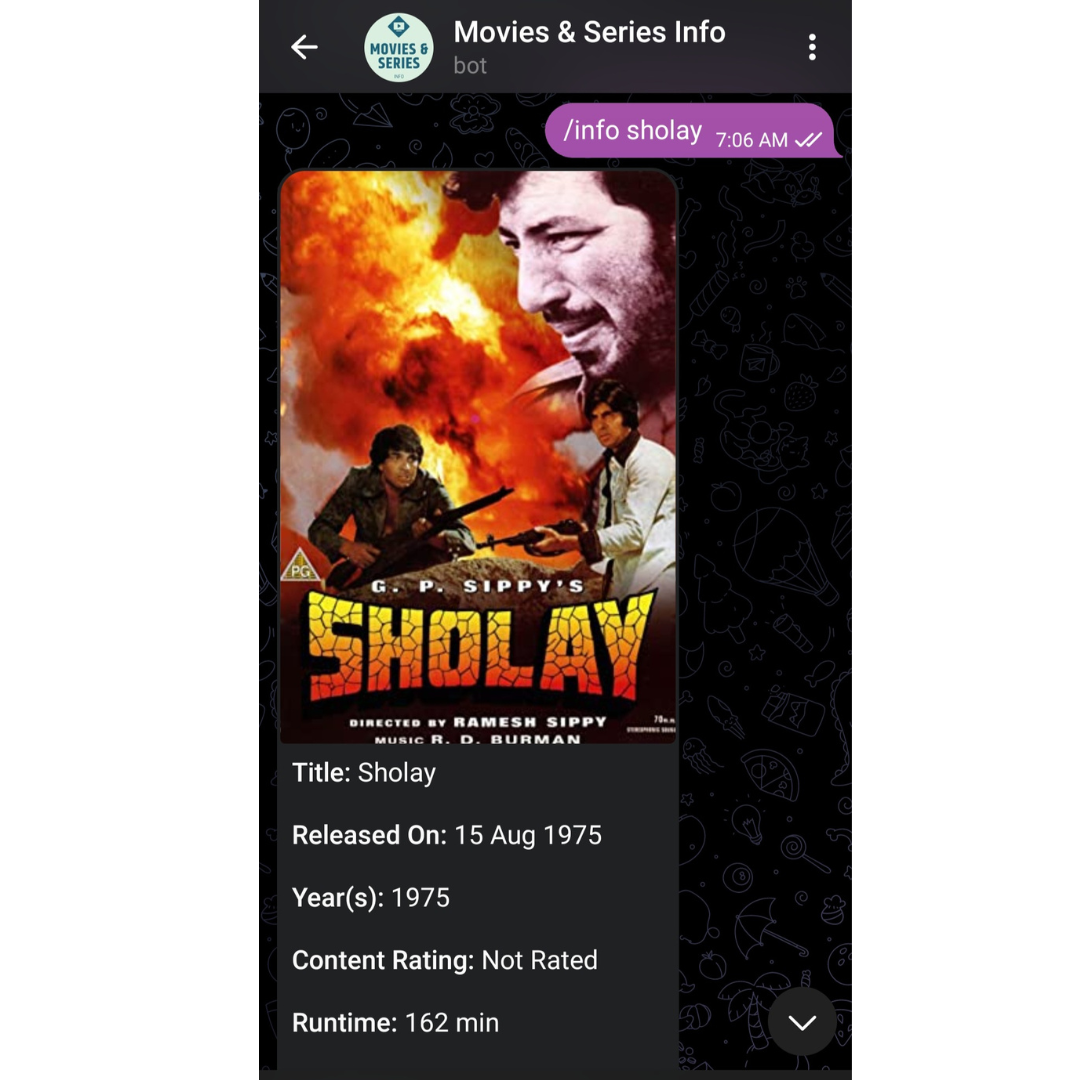 Movies & Series Info
MOVIES &
SERIES
bot
/info sholay 7:06 AM
PG
G. P. SIPPY'S
SHOLAY
DIRECTED BY RAMESH SIPPY
MUSIC R. D. BURMAN
Title: Sholay
Released On: 15 Aug 1975
Year(s): 1975
Content Rating: Not Rated
Runtime: 162 min